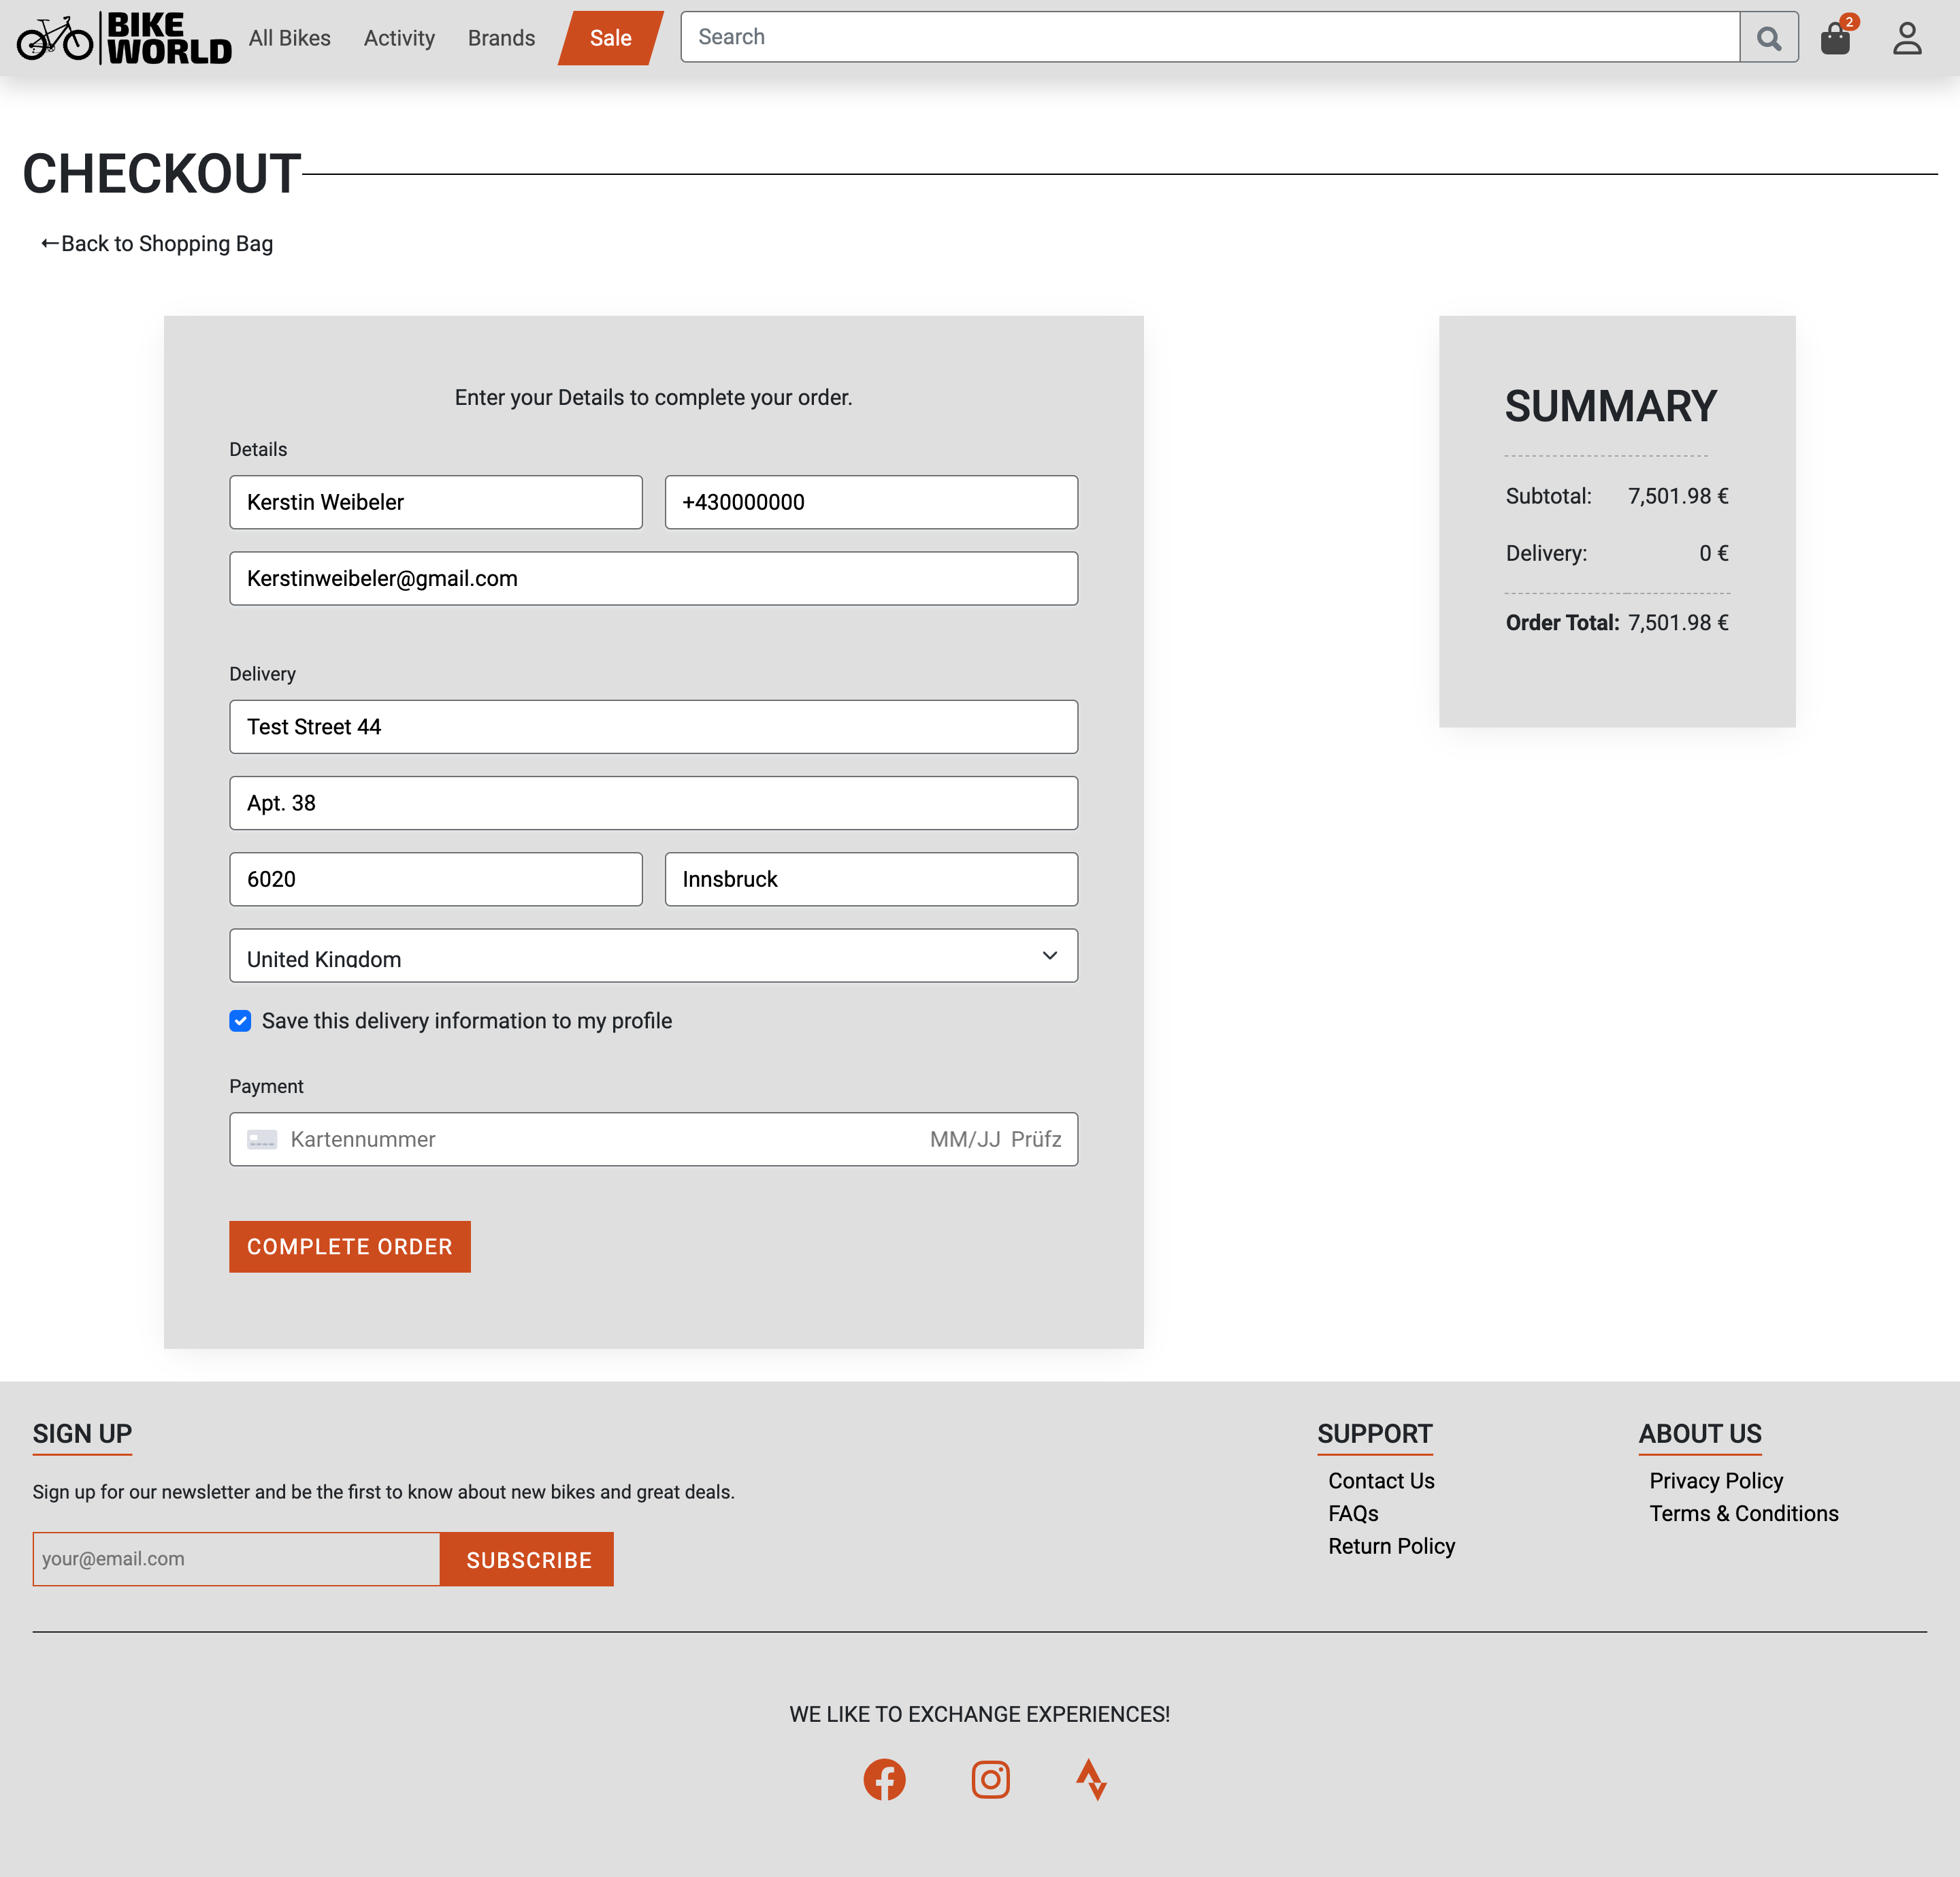 BIKE
WORLD
All Bikes
Activity
Brands
Sale
Search
2
CHECKOUT
←Back to Shopping Bag
Enter your Details to complete your order.
Details
Kerstin Weibeler
+430000000
Kerstinweibeler@gmail.com
Delivery
Test Street 44
Apt. 38
6020
Innsbruck
United Kingdom
Save this delivery information to my profile
Payment
Kartennummer
MM/JJ Prüfz
COMPLETE ORDER
SUMMARY
Subtotal: 7,501.98 €
Delivery: 0 €
Order Total: 7,501.98 €
SIGN UP
Sign up for our newsletter and be the first to know about new bikes and great deals.
your@email.com
SUBSCRIBE
SUPPORT
Contact Us
FAQs
Return Policy
ABOUT US
Privacy Policy
Terms & Conditions
WE LIKE TO EXCHANGE EXPERIENCES!